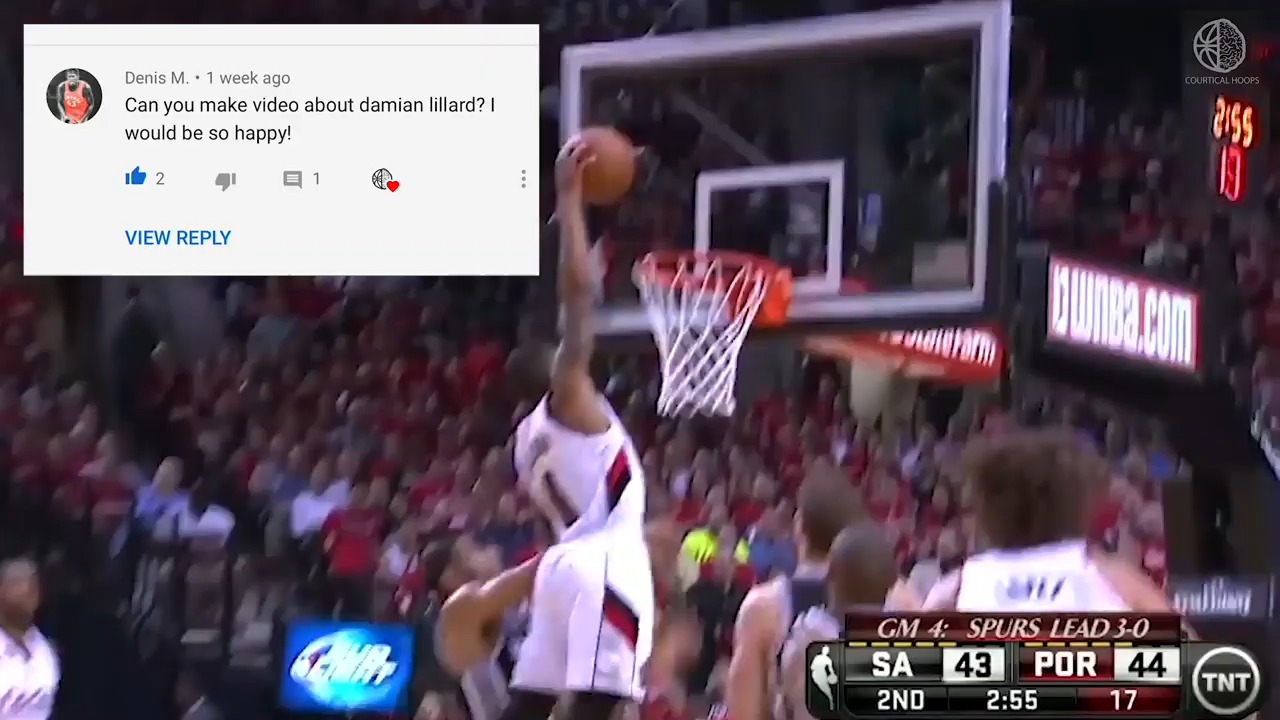 Denis M. • 1 week ago
Can you make video about damian lillard? I
would be so happy!
2
1
VIEW REPLY
COURTICAL HOOPS
2:55
WNBA.com
StateFarm
GM 4: SPURS LEAD 3-0
SA 43 POR 44
2ND 2:55 17
TNT